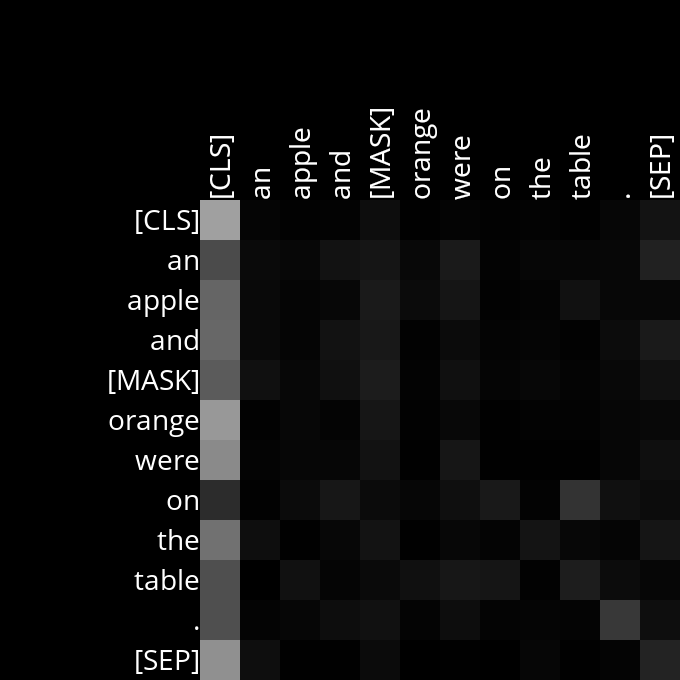 [CLS] an apple and [MASK] orange were on the table . [SEP]
[CLS]
an
apple
and
[MASK]
orange
were
on
the
table
.
[SEP]